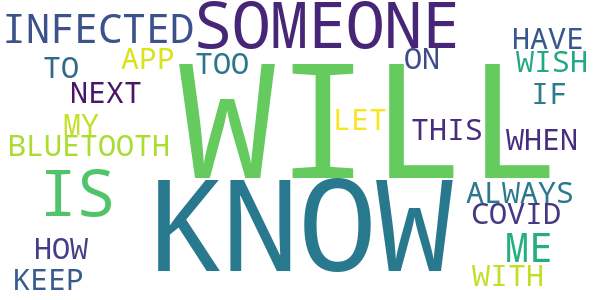 INFECTED SOMEONE HAVE
TO APP TOO ON WISH
NEXT WILL IF
MY LET THIS WHEN
BLUETOOTH
IS KNOW ALWAYS
COVID
HOW ME
KEEP WITH